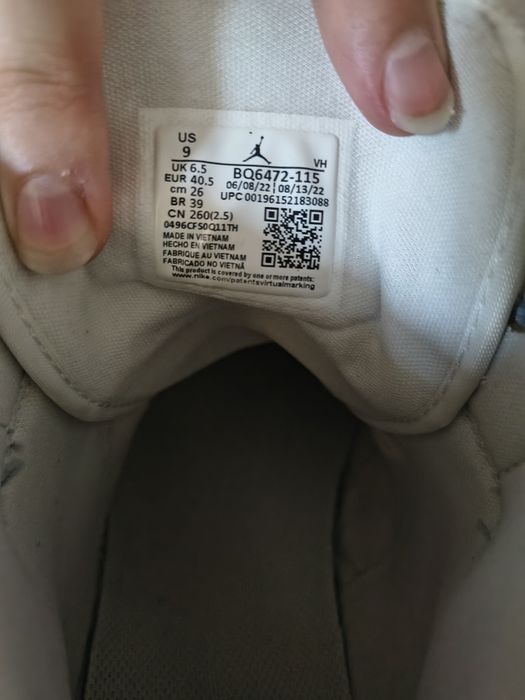 US
9
VH
UK 6.5
BQ6472-115
EUR 40.5
06/08/22 | 08/13/22
cm 26
UPC 00196152183088
BR 39
CN 260(2.5)
0496CFS0Q11TH
MADE IN VIETNAM
HECHO EN VIETNAM
FABRIQUE AU VIETNAM
FABRICADO NO VIETNÃ
This product is covered by one or more patents:
www.nike.com/patentsvirtualmarking